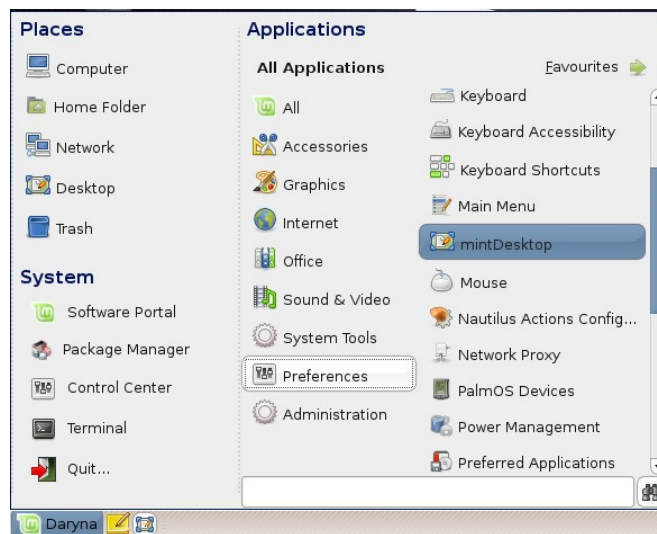 Places
Computer
Home Folder
Network
Desktop
Trash
System
Software Portal
Package Manager
Control Center
Terminal
Quit...
Applications
All Applications
Favourites
All
Accessories
Graphics
Internet
Office
Sound & Video
System Tools
Preferences
Administration
Keyboard
Keyboard Accessibility
Keyboard Shortcuts
Main Menu
mintDesktop
Mouse
Nautilus Actions Config...
Network Proxy
PalmOS Devices
Power Management
Preferred Applications
Daryna